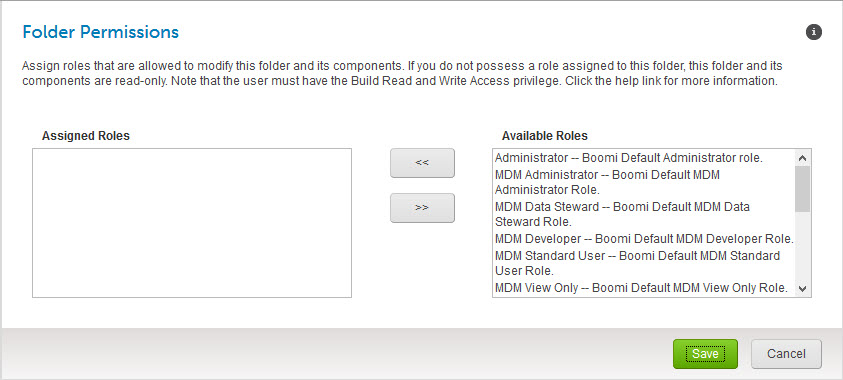 Folder Permissions
i
Assign roles that are allowed to modify this folder and its components. If you do not possess a role assigned to this folder, this folder and its
components are read-only. Note that the user must have the Build Read and Write Access privilege. Click the help link for more information.
Assigned Roles
<<
>>
Available Roles
Administrator -- Boomi Default Administrator role.
MDM Administrator -- Boomi Default MDM
Administrator Role.
MDM Data Steward -- Boomi Default MDM Data
Steward Role.
MDM Developer -- Boomi Default MDM Developer Role.
MDM Standard User -- Boomi Default MDM Standard
User Role.
MDM View Only -- Boomi Default MDM View Only Role.
Save
Cancel